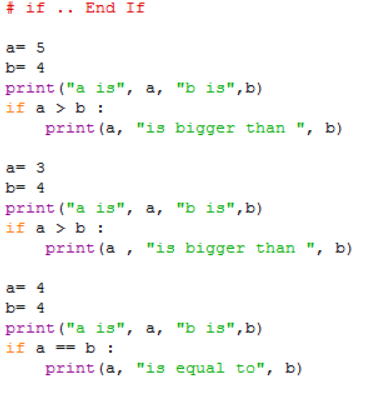 # if .. End If
a= 5
b= 4
print("a is", a, "b is",b)
if a > b :
    print(a, "is bigger than ", b)
a= 3
b= 4
print("a is", a, "b is",b)
if a > b :
    print(a , "is bigger than ", b)
a= 4
b= 4
print("a is", a, "b is",b)
if a == b :
    print(a, "is equal to", b)